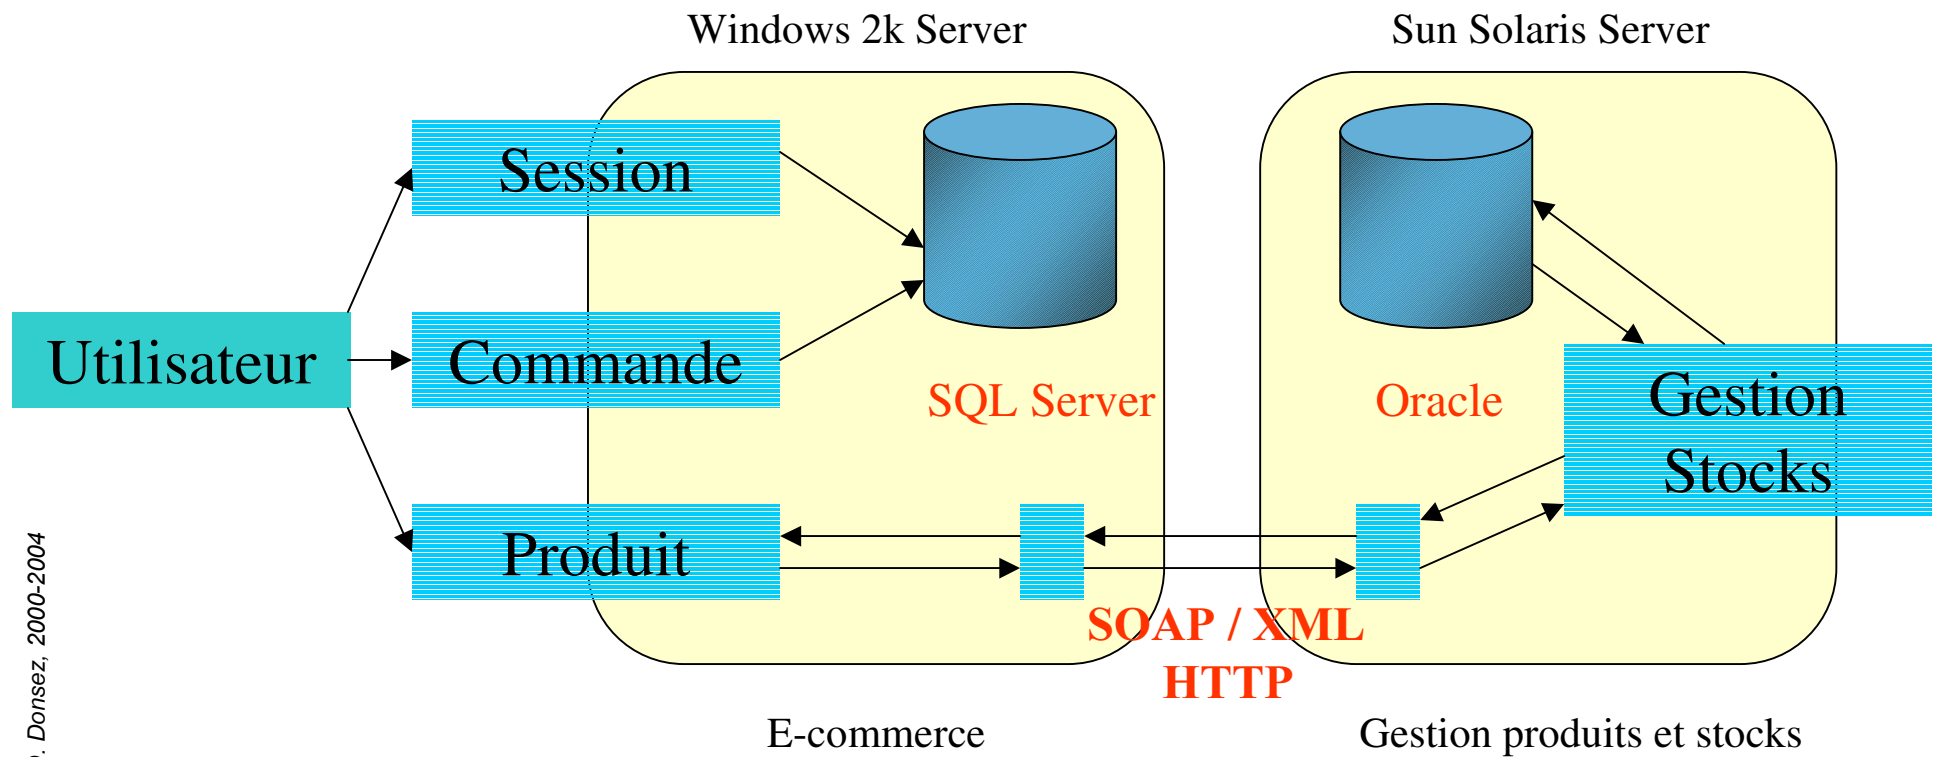 Windows 2k Server
Sun Solaris Server
Session
Utilisateur
Commande
SQL Server
Oracle
Gestion
Stocks
Produit
SOAP / XML
HTTP
E-commerce
Gestion produits et stocks
Donsez, 2000-2004